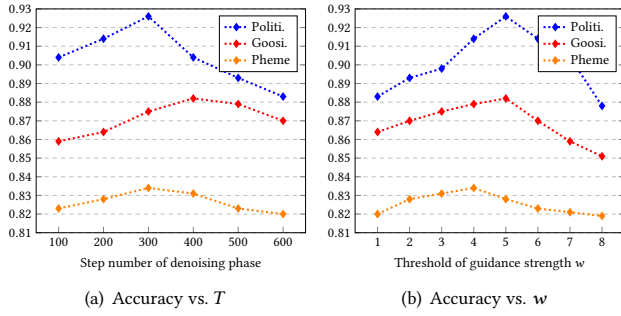 0.93
0.92
0.91
0.90
0.89
0.88
0.87
0.86
0.85
0.84
0.83
0.82
0.81
100 200 300 400 500 600
Step number of denoising phase
Politi.
Goosi.
Pheme
(a) Accuracy vs. T
0.93
0.92
0.91
0.90
0.89
0.88
0.87
0.86
0.85
0.84
0.83
0.82
0.81
1 2 3 4 5 6 7 8
Threshold of guidance strength w
Politi.
Goosi.
Pheme
(b) Accuracy vs. w